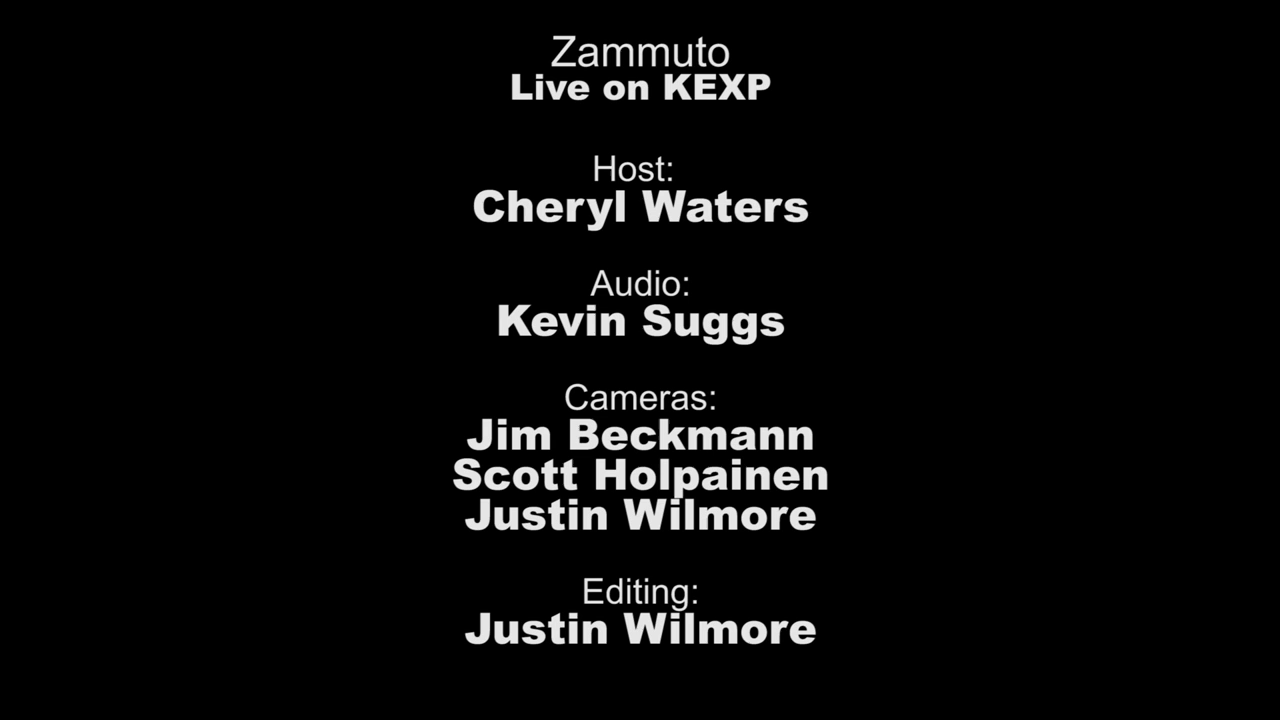 Zammuto
Live on KEXP
Host:
Cheryl Waters
Audio:
Kevin Suggs
Cameras:
Jim Beckmann
Scott Holpainen
Justin Wilmore
Editing:
Justin Wilmore